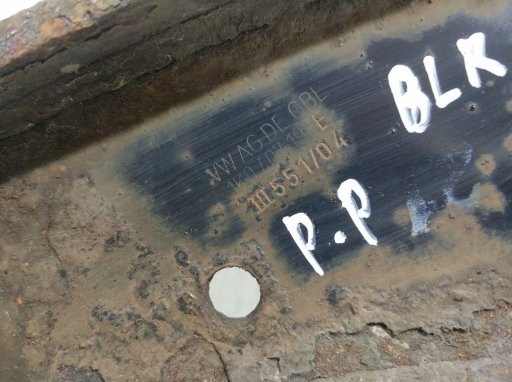 VWAG.DE.GBL
E
III 551/04
BLK
P.P